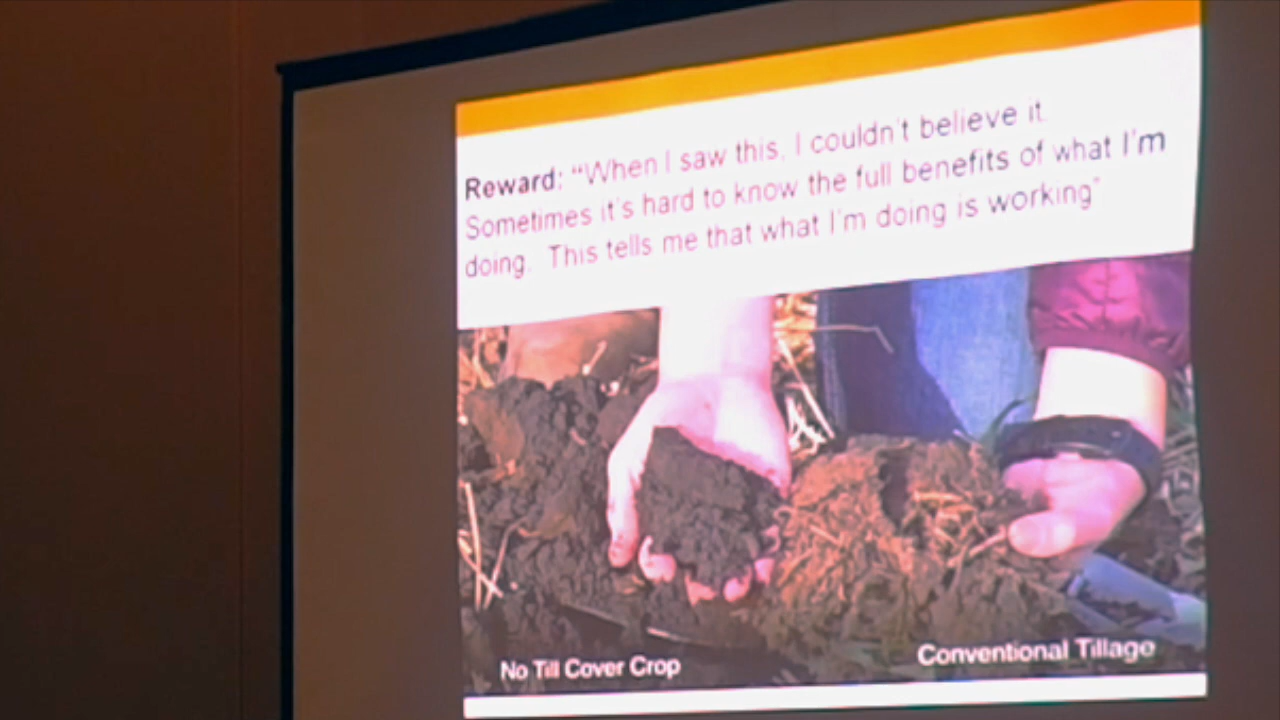 Reward: “When I saw this, I couldn't believe it.
Sometimes it's hard to know the full benefits of what I'm
doing. This tells me that what I'm doing is working”
No Till Cover Crop
Conventional Tillage